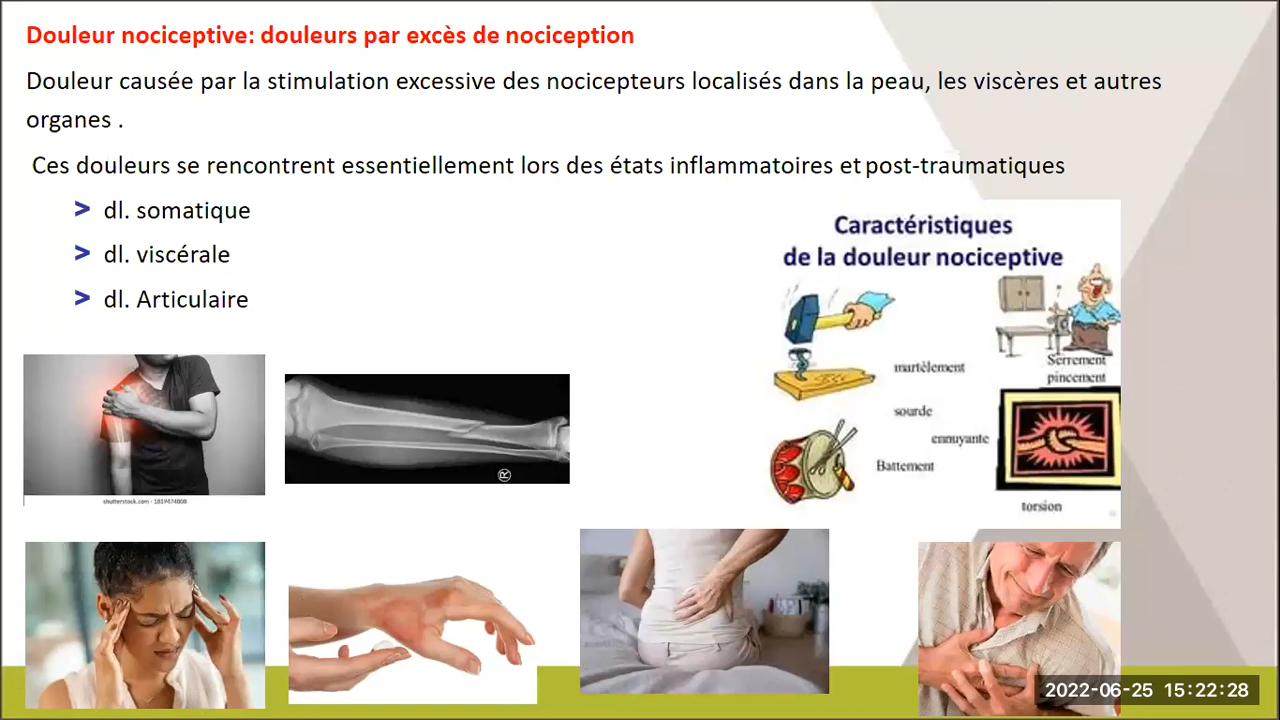 Douleur nociceptive: douleurs par excès de nociception
Douleur causée par la stimulation excessive des nocicepteurs localisés dans la peau, les viscères et autres
organes .
Ces douleurs se rencontrent essentiellement lors des états inflammatoires et post-traumatiques
> dl. somatique
> dl. viscérale
> dl. Articulaire
Caractéristiques
de la douleur nociceptive
martèlement
Serrement
pincement
sourde
ennuyante
Battement
torsion
shutterstock.com · 1819474808
R
2022-06-25 15:22:28